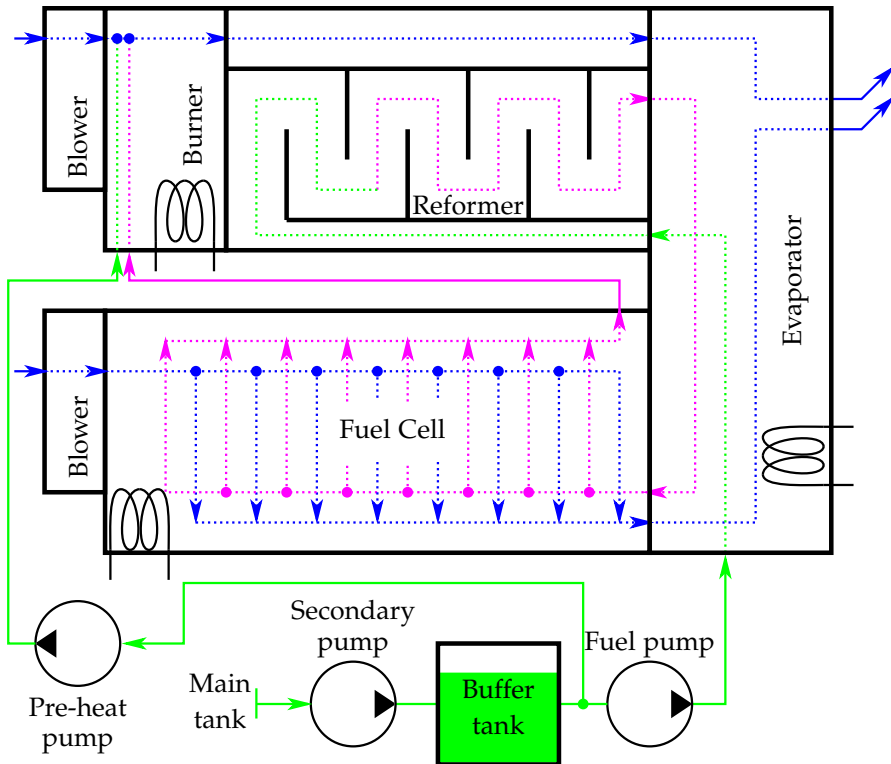 Blower
Burner
Reformer
Evaporator
Blower
Fuel Cell
Secondary
pump
Fuel pump
Main
tank
Buffer
tank
Pre-heat
pump